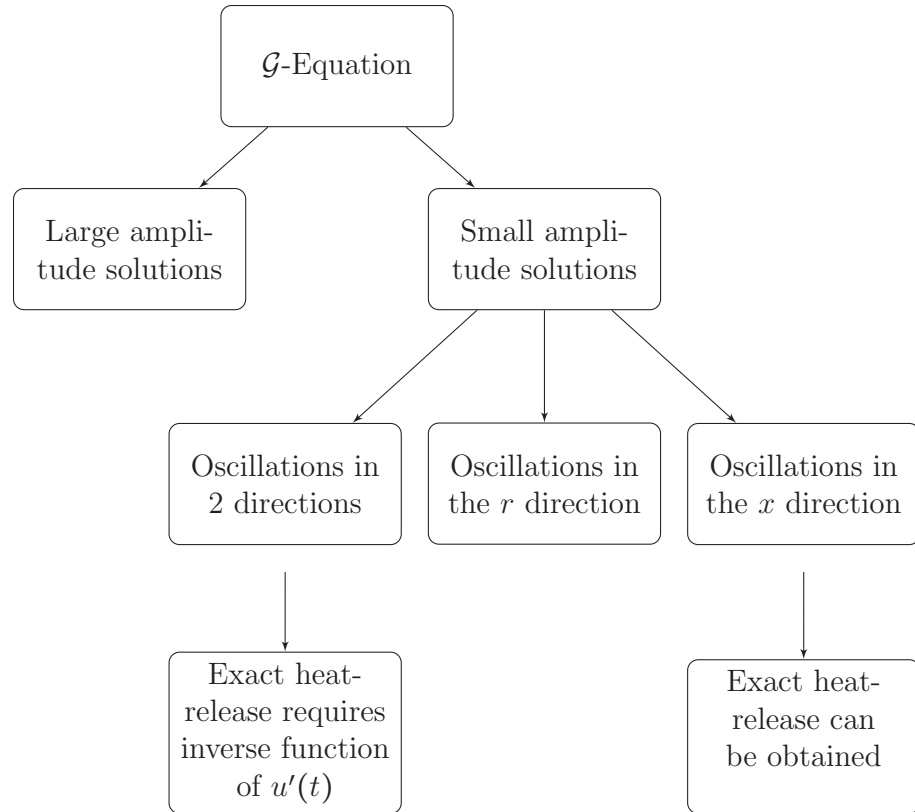 𝒢-Equation
Large ampli-
tude solutions
Small ampli-
tude solutions
Oscillations in
2 directions
Oscillations in
the r direction
Oscillations in
the x direction
Exact heat-
release requires
inverse function
of u′(t)
Exact heat-
release can
be obtained